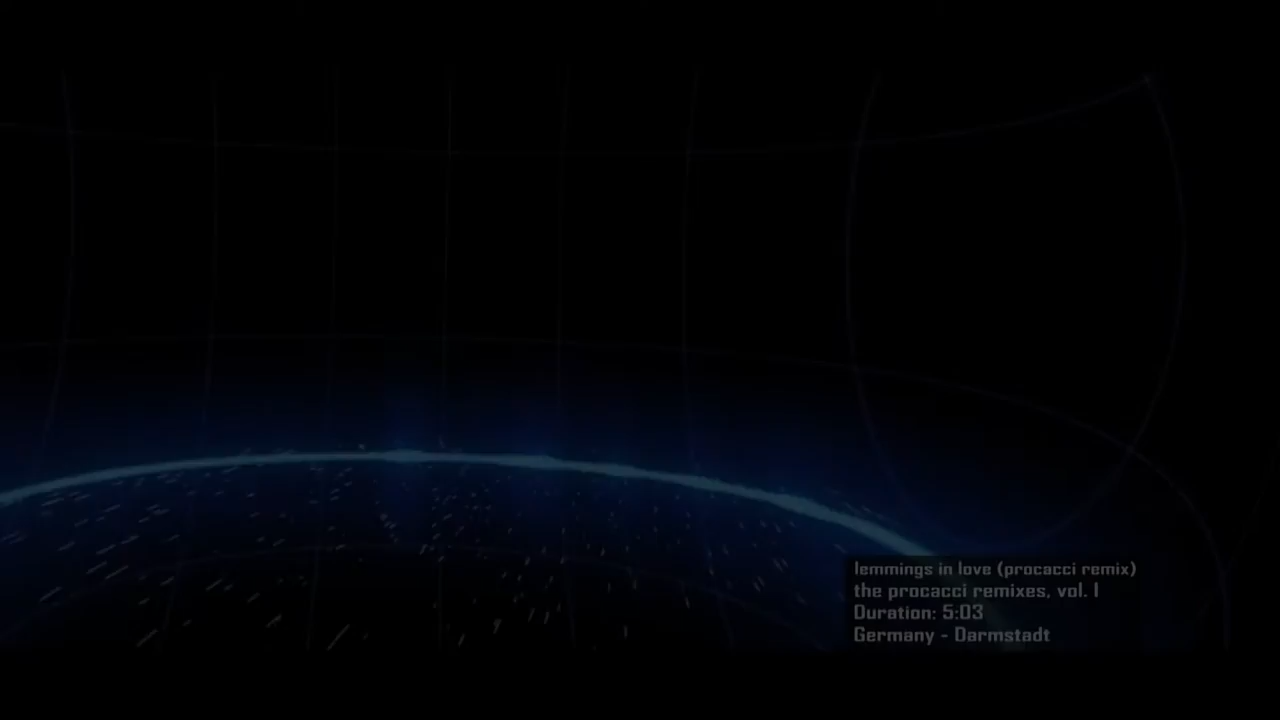 lemmings in love (procacci remix)
the procacci remixes, vol. I
Duration: 5:03
Germany - Darmstadt